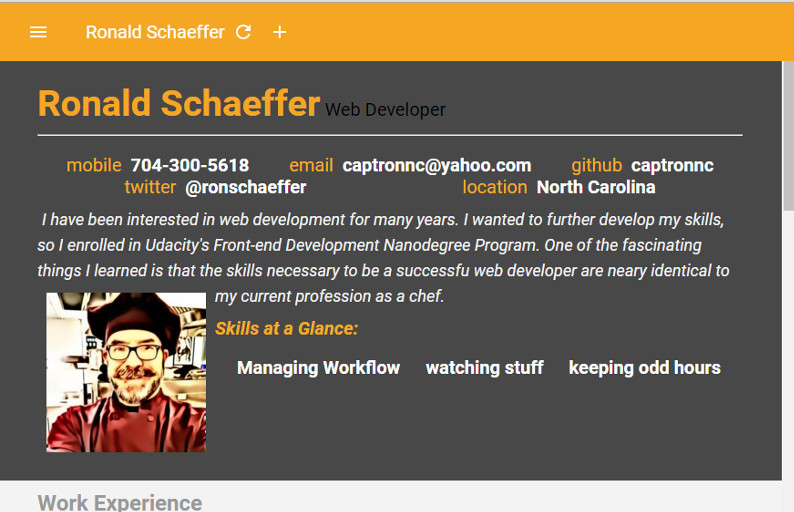 Ronald Schaeffer
Ronald Schaeffer Web Developer
mobile 704-300-5618 email captronnc@yahoo.com github captronnc
twitter @ronschaeffer location North Carolina
I have been interested in web development for many years. I wanted to further develop my skills,
so I enrolled in Udacity's Front-end Development Nanodegree Program. One of the fascinating
things I learned is that the skills necessary to be a successfu web developer are neary identical to
my current profession as a chef.
Skills at a Glance:
Managing Workflow watching stuff keeping odd hours
Work Experience